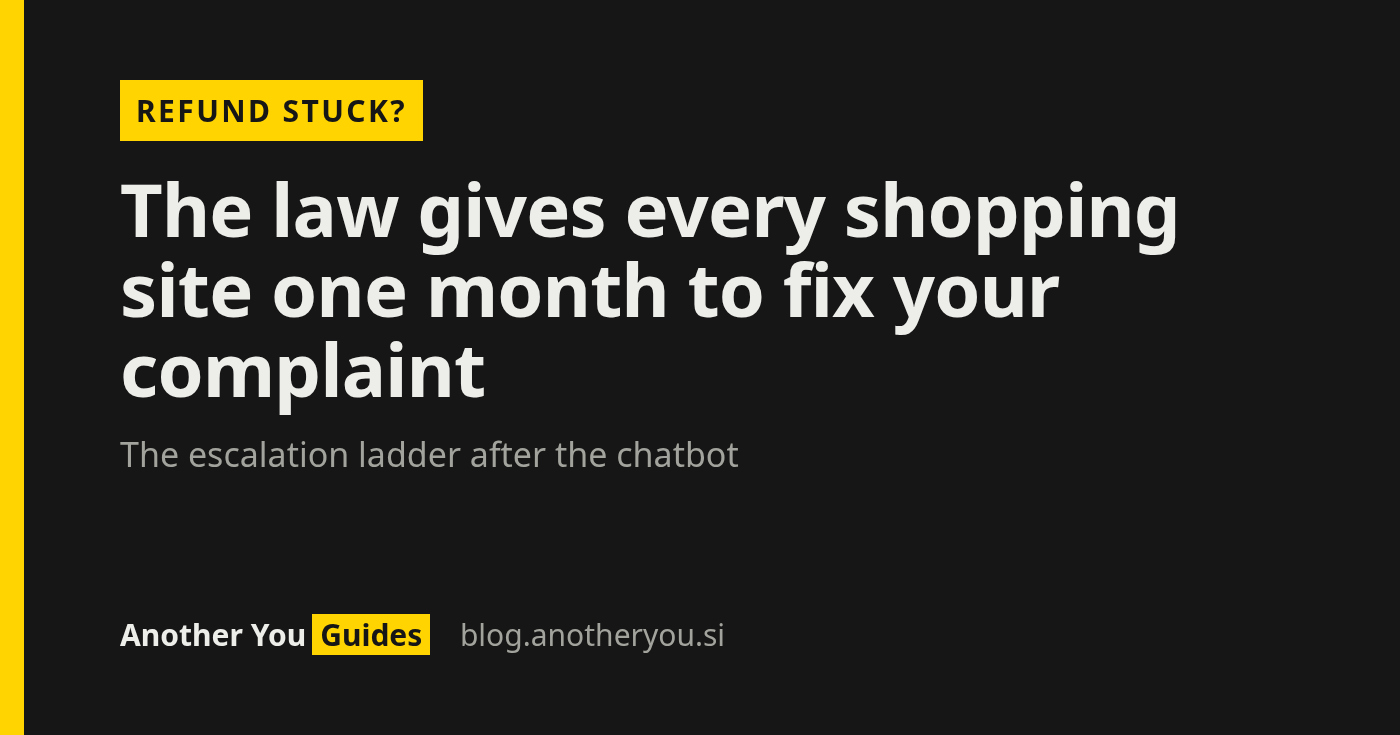 REFUND STUCK?
The law gives every shopping
site one month to fix your
complaint
The escalation ladder after the chatbot
Another You Guides blog.anotheryou.si